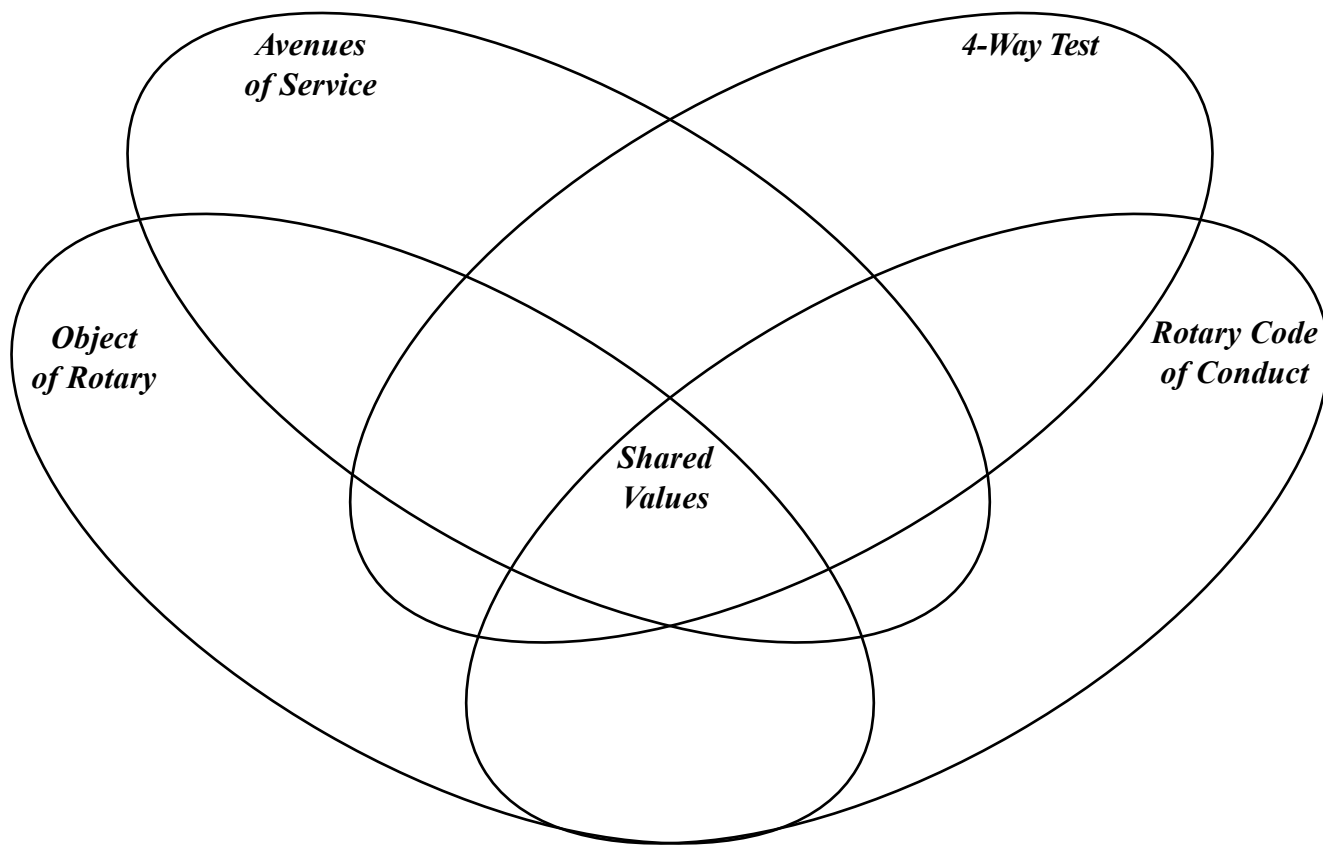 Avenues
of Service
4-Way Test
Object
of Rotary
Rotary Code
of Conduct
Shared
Values